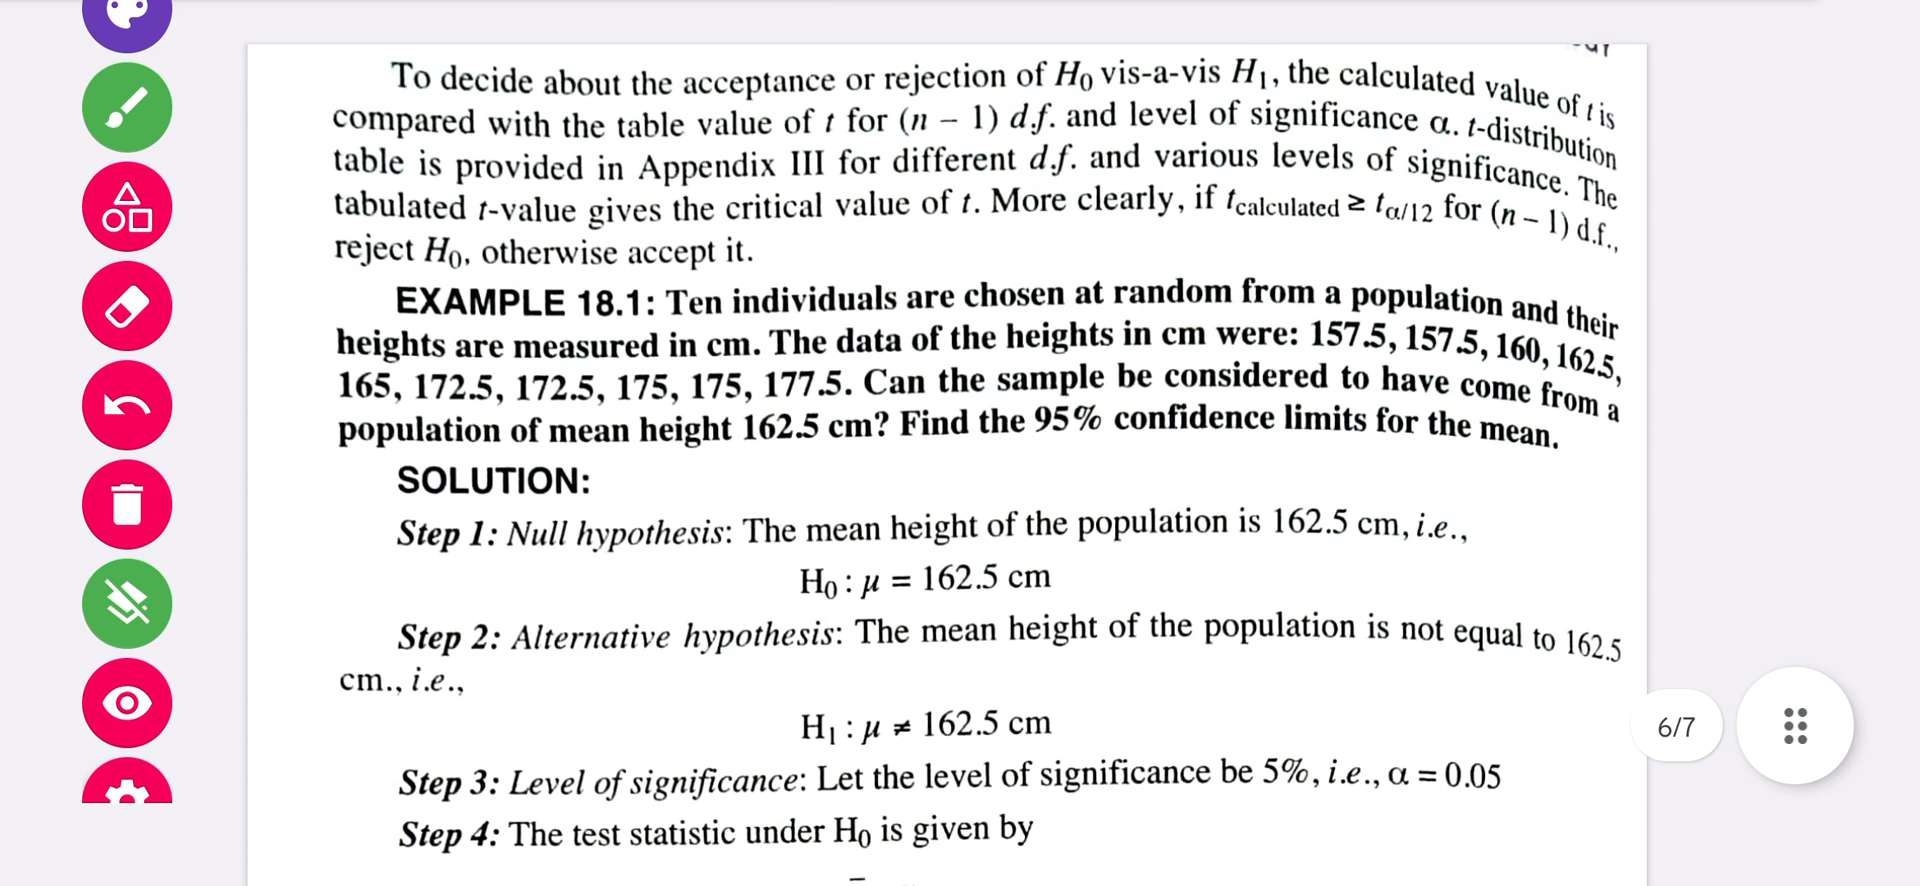 To decide about the acceptance or rejection of H₀ vis-a-vis H₁, the calculated value of t is
compared with the table value of t for (n – 1) d.f. and level of significance α. t-distribution
table is provided in Appendix III for different d.f. and various levels of significance. The
tabulated t-value gives the critical value of t. More clearly, if t_calculated ≥ t_α/12 for (n – 1) d.f.,
reject H₀, otherwise accept it.
EXAMPLE 18.1: Ten individuals are chosen at random from a population and their
heights are measured in cm. The data of the heights in cm were: 157.5, 157.5, 160, 162.5,
165, 172.5, 172.5, 175, 175, 177.5. Can the sample be considered to have come from a
population of mean height 162.5 cm? Find the 95% confidence limits for the mean.
SOLUTION:
Step 1: Null hypothesis: The mean height of the population is 162.5 cm, i.e.,
H₀ : μ = 162.5 cm
Step 2: Alternative hypothesis: The mean height of the population is not equal to 162.5
cm., i.e.,
H₁ : μ ≠ 162.5 cm
6/7
Step 3: Level of significance: Let the level of significance be 5%, i.e., α = 0.05
Step 4: The test statistic under H₀ is given by